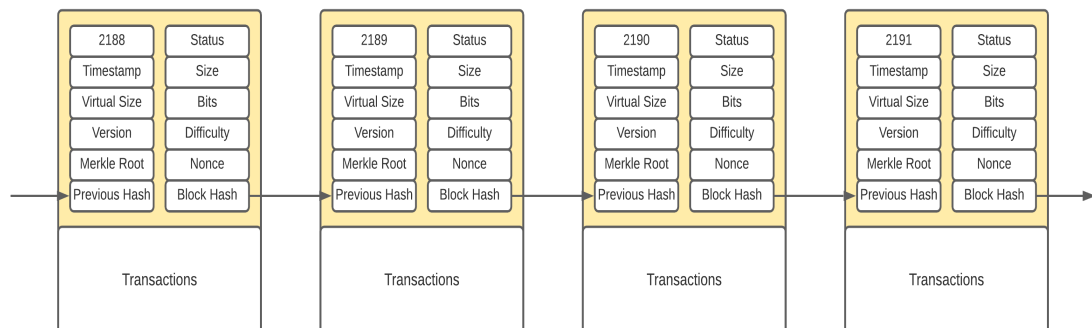 2188 Status
Timestamp Size
Virtual Size Bits
Version Difficulty
Merkle Root Nonce
Previous Hash Block Hash
Transactions
2189 Status
Timestamp Size
Virtual Size Bits
Version Difficulty
Merkle Root Nonce
Previous Hash Block Hash
Transactions
2190 Status
Timestamp Size
Virtual Size Bits
Version Difficulty
Merkle Root Nonce
Previous Hash Block Hash
Transactions
2191 Status
Timestamp Size
Virtual Size Bits
Version Difficulty
Merkle Root Nonce
Previous Hash Block Hash
Transactions